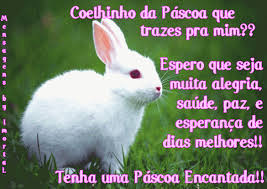 Coelhinho da Páscoa que
trazes pra mim??
Espero que seja
muita alegria,
saúde, paz, e
esperança de
dias melhores!!
Tenha uma Páscoa Encantada!!
Mensagens by imortaL